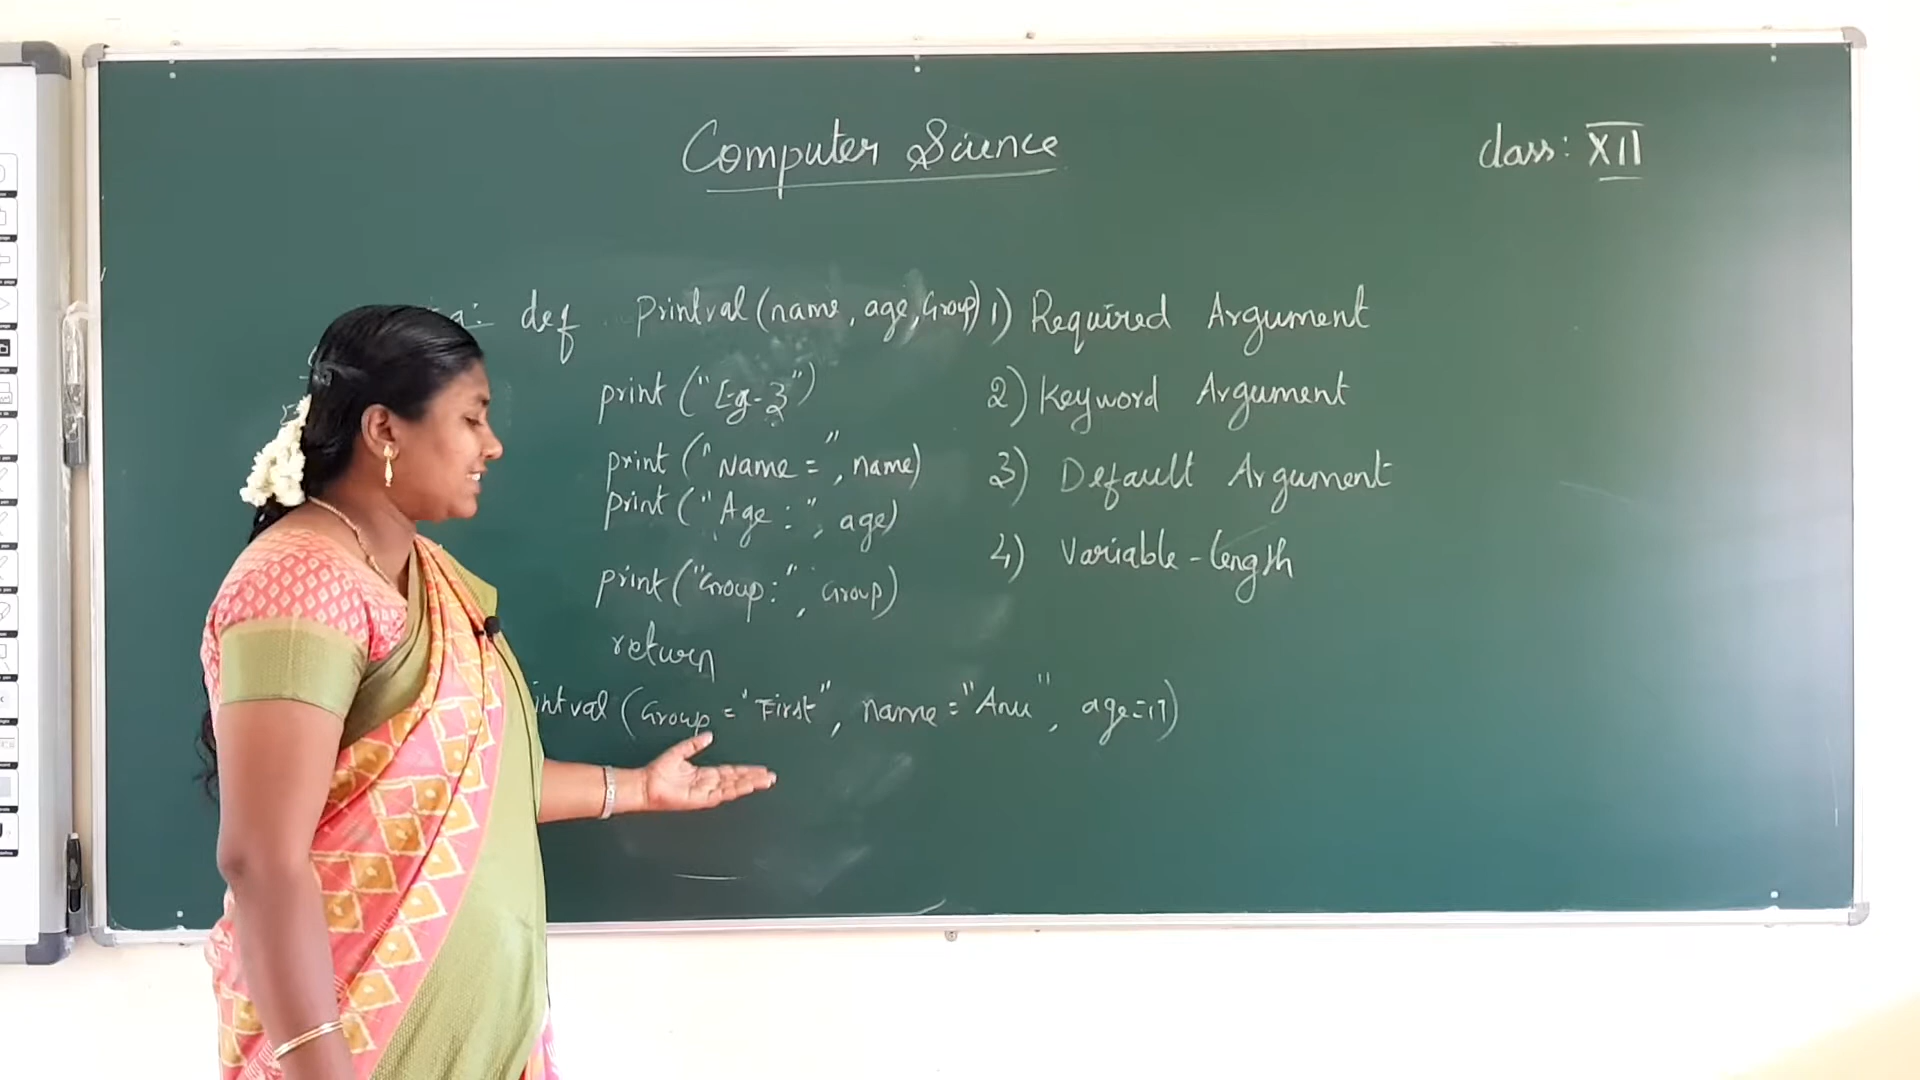 Computer Science
class: XII
def printval(name, age, Group)
print ("Eg-3")
print ("Name =", name)
print ("Age :", age)
print ("Group:", Group)
return
intval (Group = "First", name = "Anu", age=17)
1) Required Argument
2) Keyword Argument
3) Default Argument
4) Variable-length